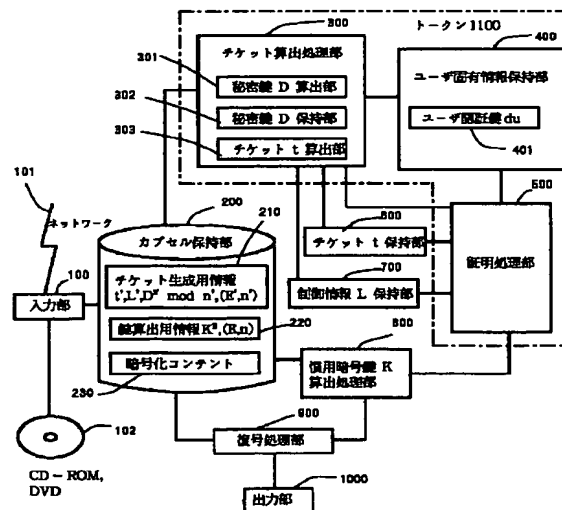 トークン1100
300
チケット算出処理部
301
秘密鍵 D 算出部
302
秘密鍵 D 保持部
303
チケット t 算出部
400
ユーザ固有情報保持部
ユーザ認証鍵 du
401
101
ネットワーク
200
210
カプセル保持部
チケット生成用情報
t',L',D^E' mod n',(E',n')
鍵算出用情報K^E,(E,n)
220
暗号化コンテント
230
100
入力部
102
CD－ROM,
DVD
600
チケット t 保持部
700
制御情報 L 保持部
500
証明処理部
800
慣用暗号鍵 K
算出処理部
900
復号処理部
1000
出力部